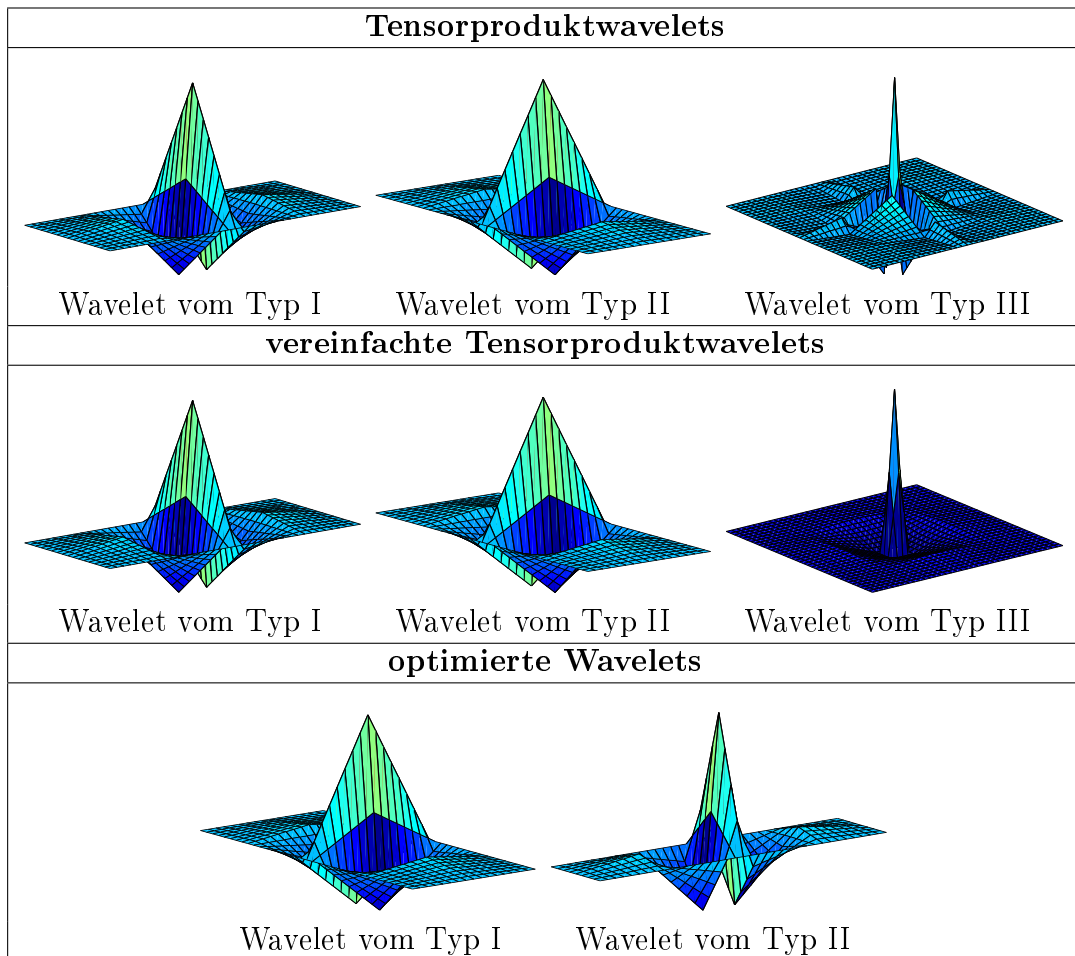 Tensorproduktwavelets
Wavelet vom Typ I Wavelet vom Typ II Wavelet vom Typ III
vereinfachte Tensorproduktwavelets
Wavelet vom Typ I Wavelet vom Typ II Wavelet vom Typ III
optimierte Wavelets
Wavelet vom Typ I Wavelet vom Typ II